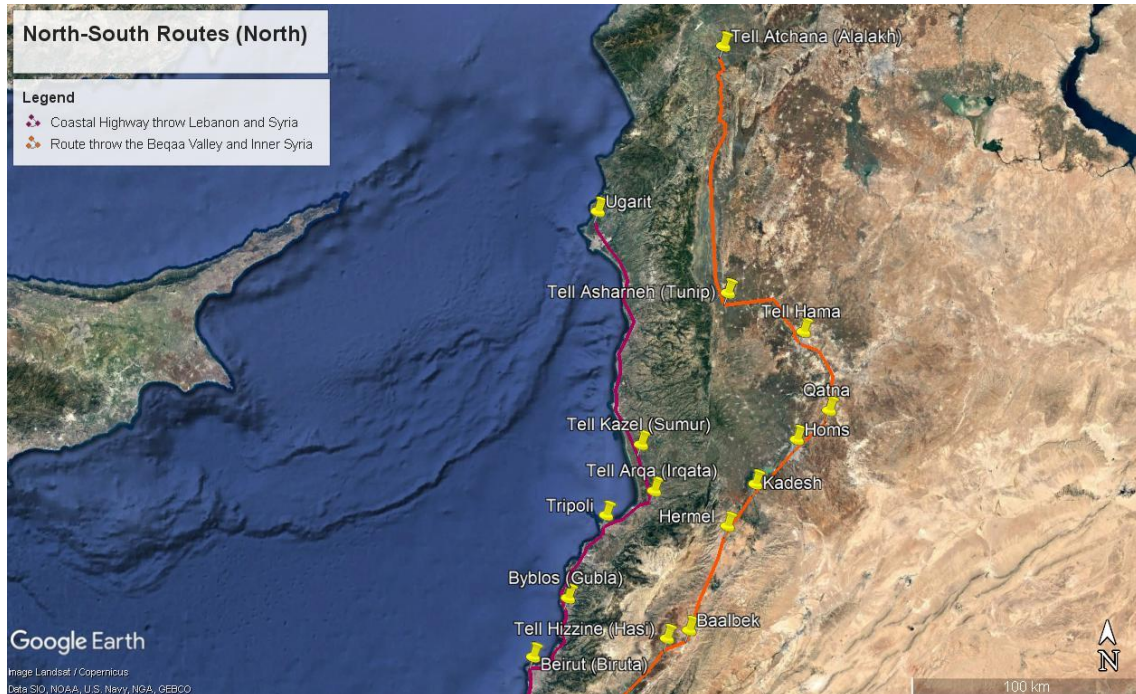 North-South Routes (North)
Legend
Coastal Highway throw Lebanon and Syria
Route throw the Beqaa Valley and Inner Syria
Tell Atchana (Alalakh)
Ugarit
Tell Asharneh (Tunip)
Tell Hama
Qatna
Tell Kazel (Sumur)
Homs
Tell Arqa (Irqata)
Kadesh
Tripoli
Hermel
Byblos (Gubla)
Tell Hizzine (Hasi)
Baalbek
Beirut (Biruta)
Google Earth
Image Landsat / Copernicus
Data SIO, NOAA, U.S. Navy, NGA, GEBCO
N
100 km